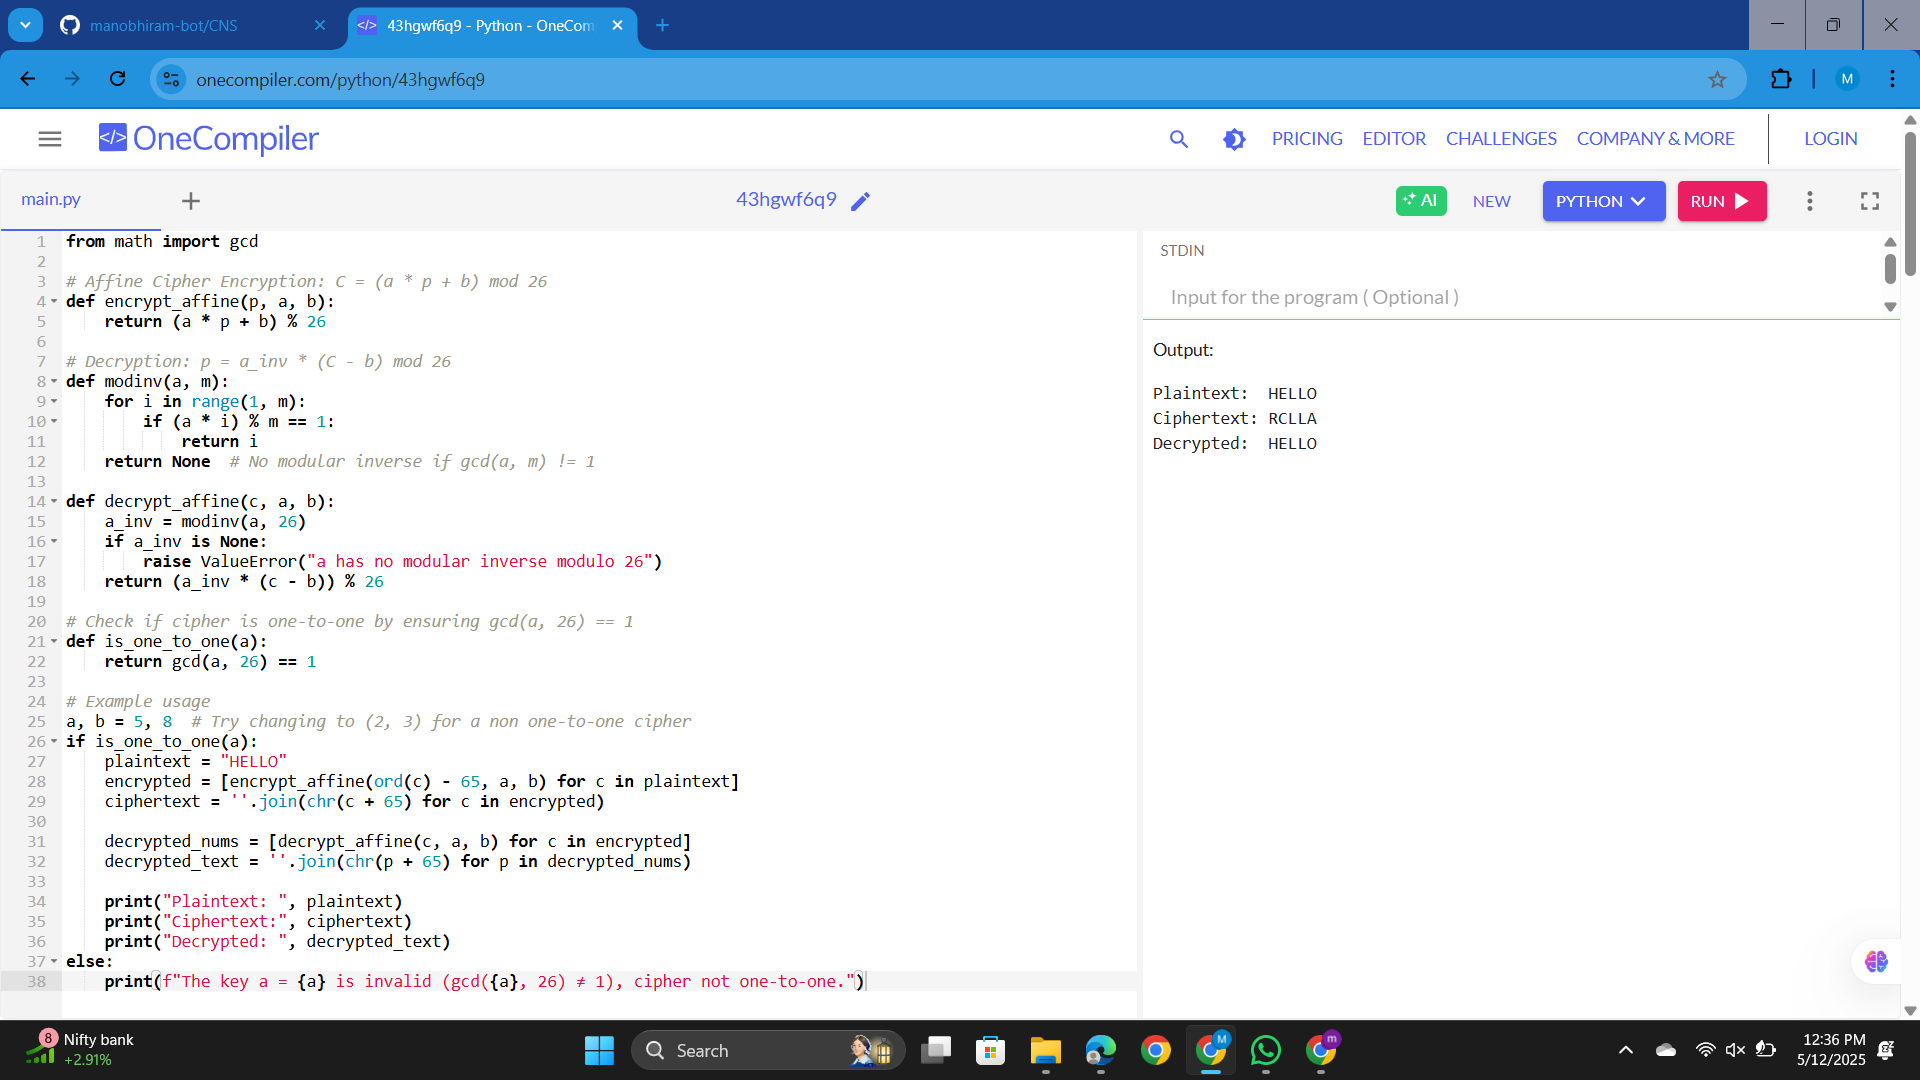 manobhiram-bot/CNS
43hgwf6q9 - Python - OneCom
onecompiler.com/python/43hgwf6q9
M
</> OneCompiler
PRICING EDITOR CHALLENGES COMPANY & MORE LOGIN
main.py
43hgwf6q9
AI NEW PYTHON RUN
1 from math import gcd
2
3 # Affine Cipher Encryption: C = (a * p + b) mod 26
4 def encrypt_affine(p, a, b):
5     return (a * p + b) % 26
6
7 # Decryption: p = a_inv * (C - b) mod 26
8 def modinv(a, m):
9     for i in range(1, m):
10         if (a * i) % m == 1:
11             return i
12     return None  # No modular inverse if gcd(a, m) != 1
13
14 def decrypt_affine(c, a, b):
15     a_inv = modinv(a, 26)
16     if a_inv is None:
17         raise ValueError("a has no modular inverse modulo 26")
18     return (a_inv * (c - b)) % 26
19
20 # Check if cipher is one-to-one by ensuring gcd(a, 26) == 1
21 def is_one_to_one(a):
22     return gcd(a, 26) == 1
23
24 # Example usage
25 a, b = 5, 8  # Try changing to (2, 3) for a non one-to-one cipher
26 if is_one_to_one(a):
27     plaintext = "HELLO"
28     encrypted = [encrypt_affine(ord(c) - 65, a, b) for c in plaintext]
29     ciphertext = ''.join(chr(c + 65) for c in encrypted)
30
31     decrypted_nums = [decrypt_affine(c, a, b) for c in encrypted]
32     decrypted_text = ''.join(chr(p + 65) for p in decrypted_nums)
33
34     print("Plaintext: ", plaintext)
35     print("Ciphertext:", ciphertext)
36     print("Decrypted: ", decrypted_text)
37 else:
38     print(f"The key a = {a} is invalid (gcd({a}, 26) ≠ 1), cipher not one-to-one.")
STDIN
Input for the program ( Optional )
Output:
Plaintext:  HELLO
Ciphertext: RCLLA
Decrypted:  HELLO
8
Nifty bank
+2.91%
Search
M
m
12:36 PM
5/12/2025